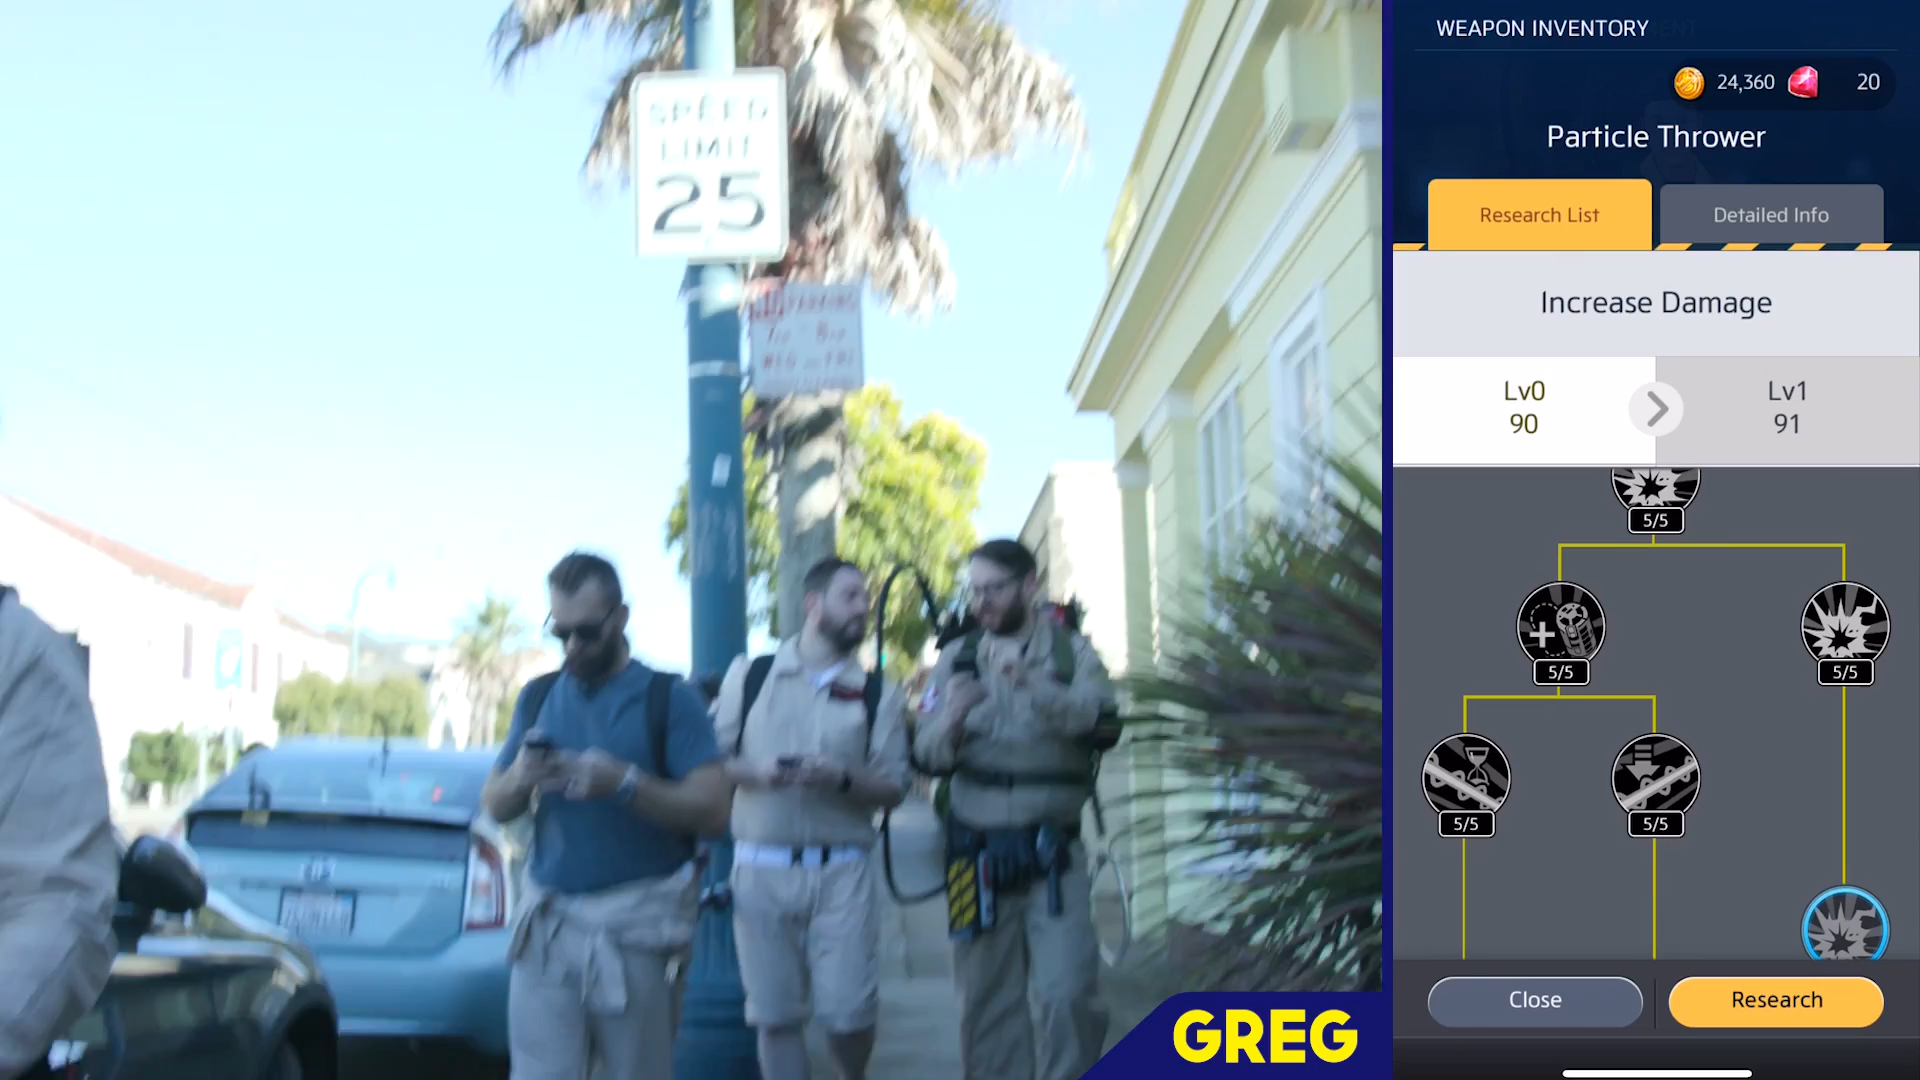 SPEED
LIMIT
25
GREG
WEAPON INVENTORY
24,360
20
Particle Thrower
Research List
Detailed Info
Increase Damage
Lv0
90
Lv1
91
5/5
5/5
5/5
5/5
5/5
Close
Research